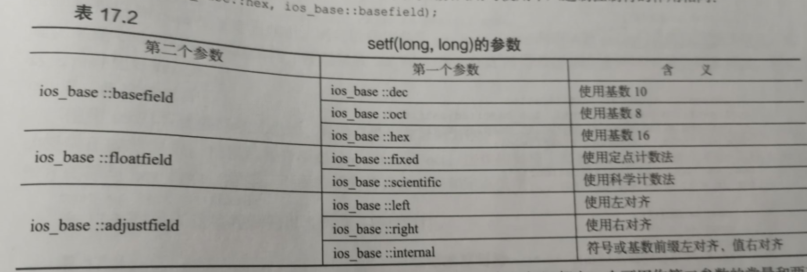 hex, ios_base::basefield);
表 17.2
setf(long, long)的参数
第二个参数 第一个参数 含 义
ios_base ::basefield ios_base ::dec 使用基数 10
ios_base ::oct 使用基数 8
ios_base ::hex 使用基数 16
ios_base ::floatfield ios_base ::fixed 使用定点计数法
ios_base ::scientific 使用科学计数法
ios_base ::adjustfield ios_base ::left 使用左对齐
ios_base ::right 使用右对齐
ios_base ::internal 符号或基数前缀左对齐、值右对齐